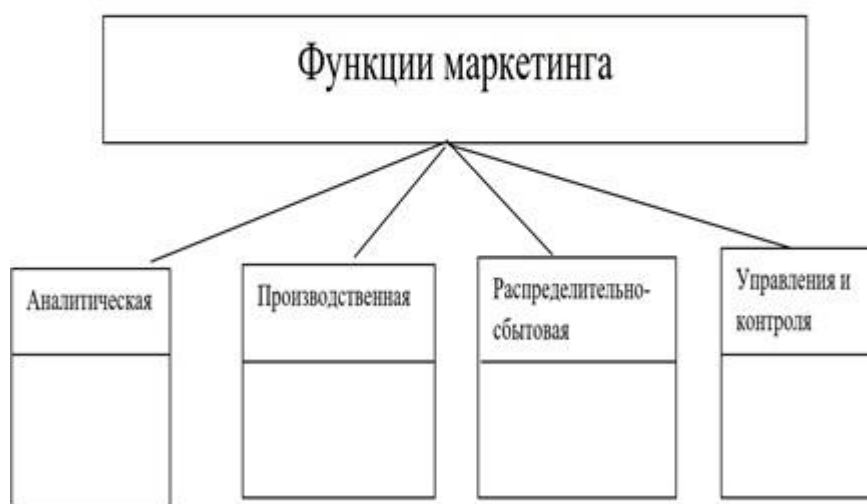 Функции маркетинга
Аналитическая
Производственная
Распределительно-
сбытовая
Управления и
контроля